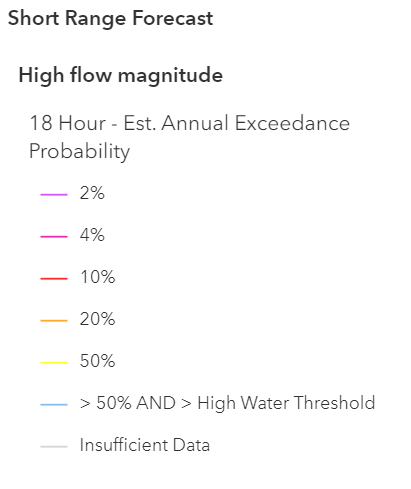 Short Range Forecast
High flow magnitude
18 Hour - Est. Annual Exceedance
Probability
2%
4%
10%
20%
50%
> 50% AND > High Water Threshold
Insufficient Data